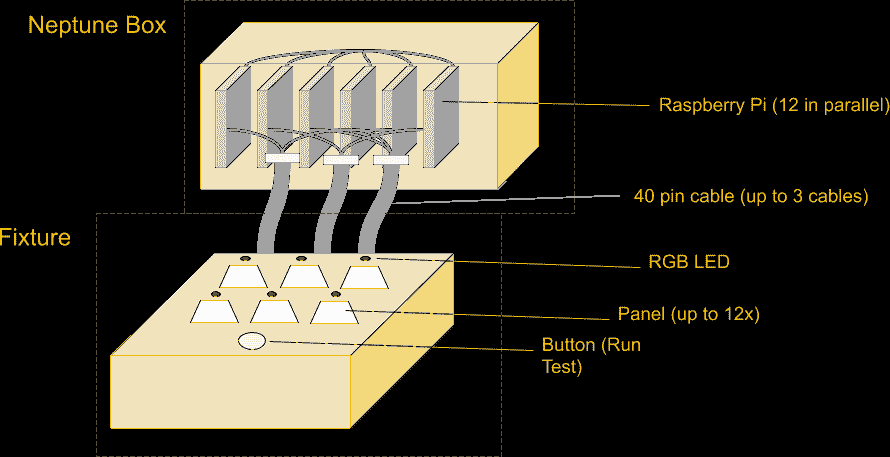 Neptune Box
Raspberry Pi (12 in parallel)
40 pin cable (up to 3 cables)
Fixture
RGB LED
Panel (up to 12x)
Button (Run
Test)